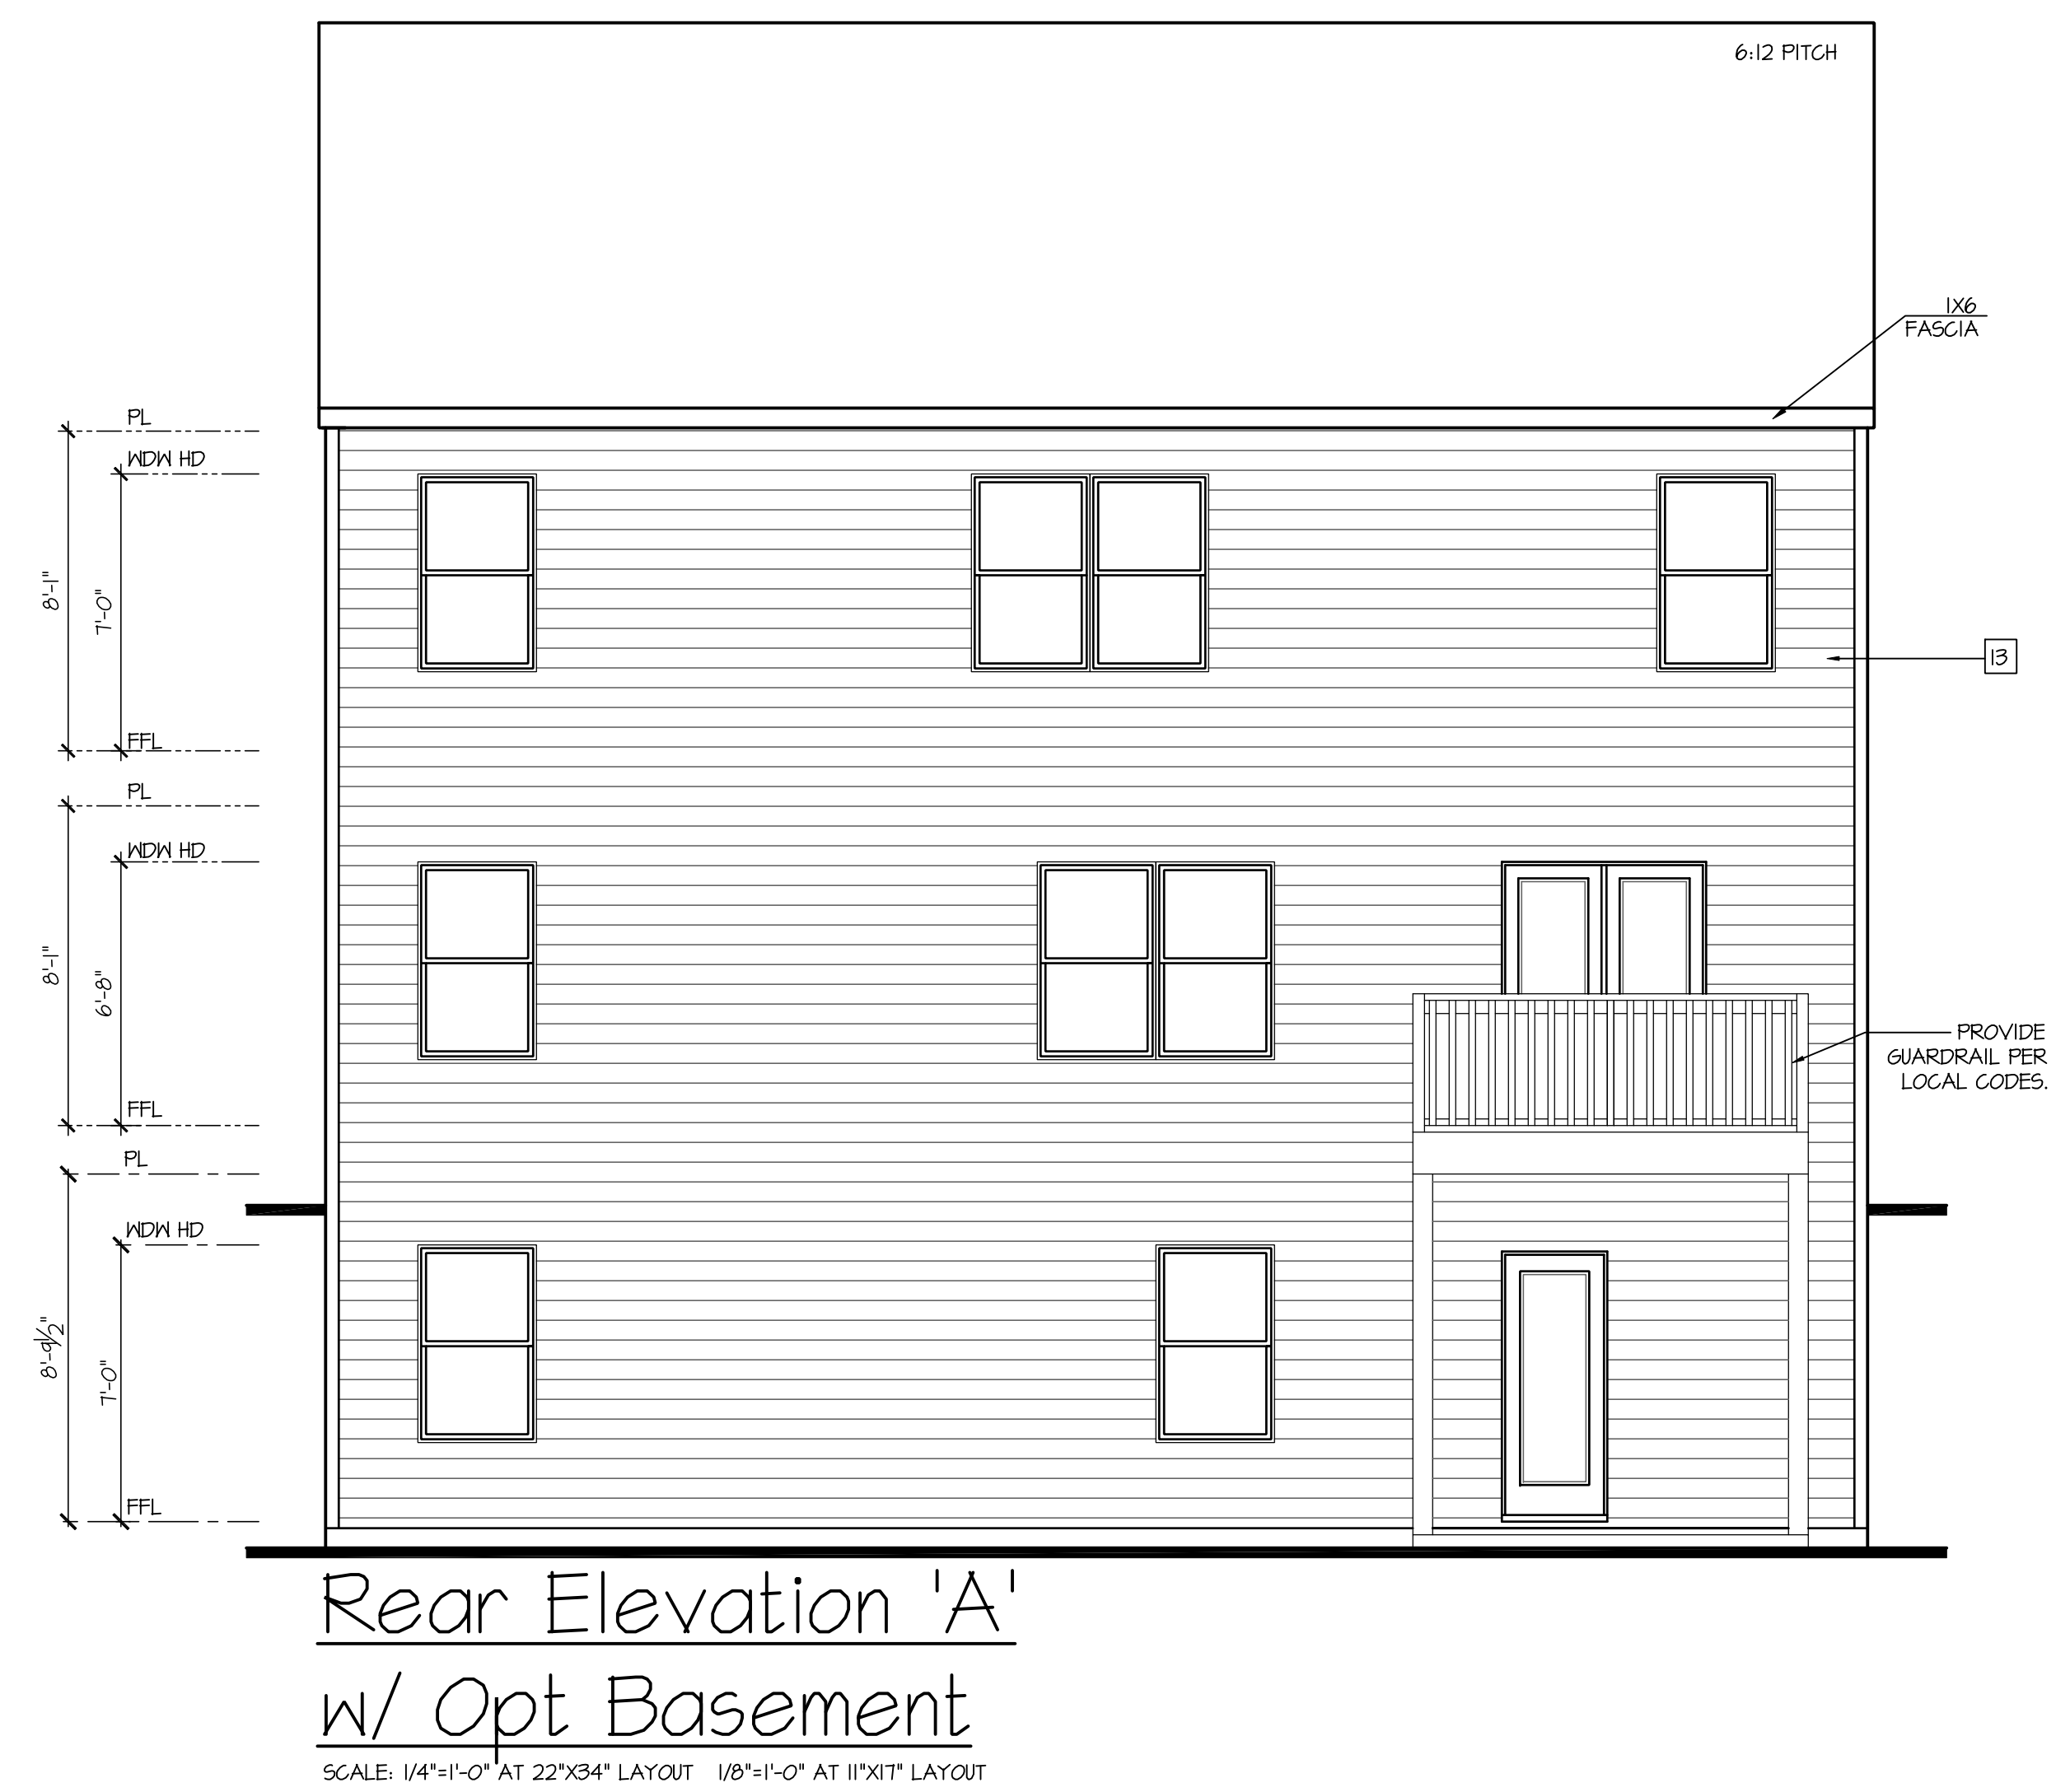 6:12 PITCH
1X6
FASCIA
PL
WDW HD
8'-1"
7'-0"
13
FFL
PL
WDW HD
8'-1"
6'-8"
PROVIDE
GUARDRAIL PER
LOCAL CODES.
FFL
PL
WDW HD
8'-9 1/2"
7'-0"
FFL
Rear Elevation 'A'
w/ Opt Basement
SCALE: 1/4"=1'-0" AT 22"X34" LAYOUT 1/8"=1'-0" AT 11"X17" LAYOUT